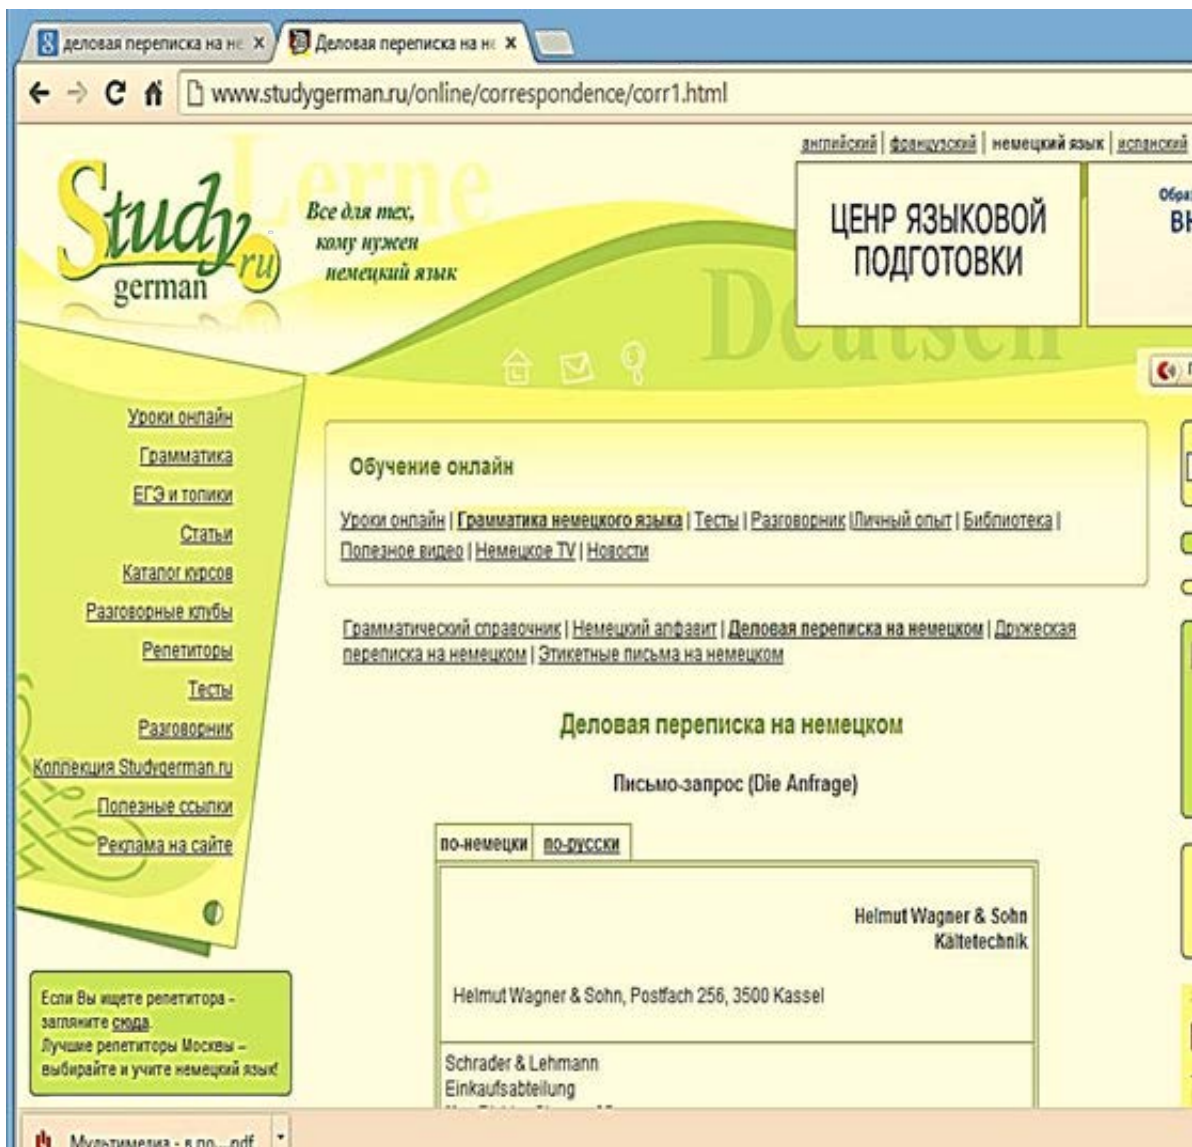 деловая переписка на не
Деловая переписка на не
www.studygerman.ru/online/correspondence/corr1.html
английский | французский | немецкий язык | испанский
Lerne
Study
ru
german
Все для тех,
кому нужен
немецкий язык
ЦЕНР ЯЗЫКОВОЙ
ПОДГОТОВКИ
Deutsch
Уроки онлайн
Грамматика
ЕГЭ и топики
Статьи
Каталог курсов
Разговорные клубы
Репетиторы
Тесты
Разговорник
Коллекция Studygerman.ru
Полезные ссылки
Реклама на сайте
Если Вы ищете репетитора –
загляните сюда.
Лучшие репетиторы Москвы –
выбирайте и учите немецкий язык!
Обучение онлайн
Уроки онлайн | Грамматика немецкого языка | Тесты | Разговорник |Личный опыт | Библиотека |
Полезное видео | Немецкое TV | Новости
Грамматический справочник | Немецкий алфавит | Деловая переписка на немецком | Дружеская
переписка на немецком | Этикетные письма на немецком
Деловая переписка на немецком
Письмо-запрос (Die Anfrage)
по-немецки по-русски
Helmut Wagner & Sohn
Kältetechnik
Helmut Wagner & Sohn, Postfach 256, 3500 Kassel
Schrader & Lehmann
Einkaufsabteilung
Мультимедиа - в по....pdf